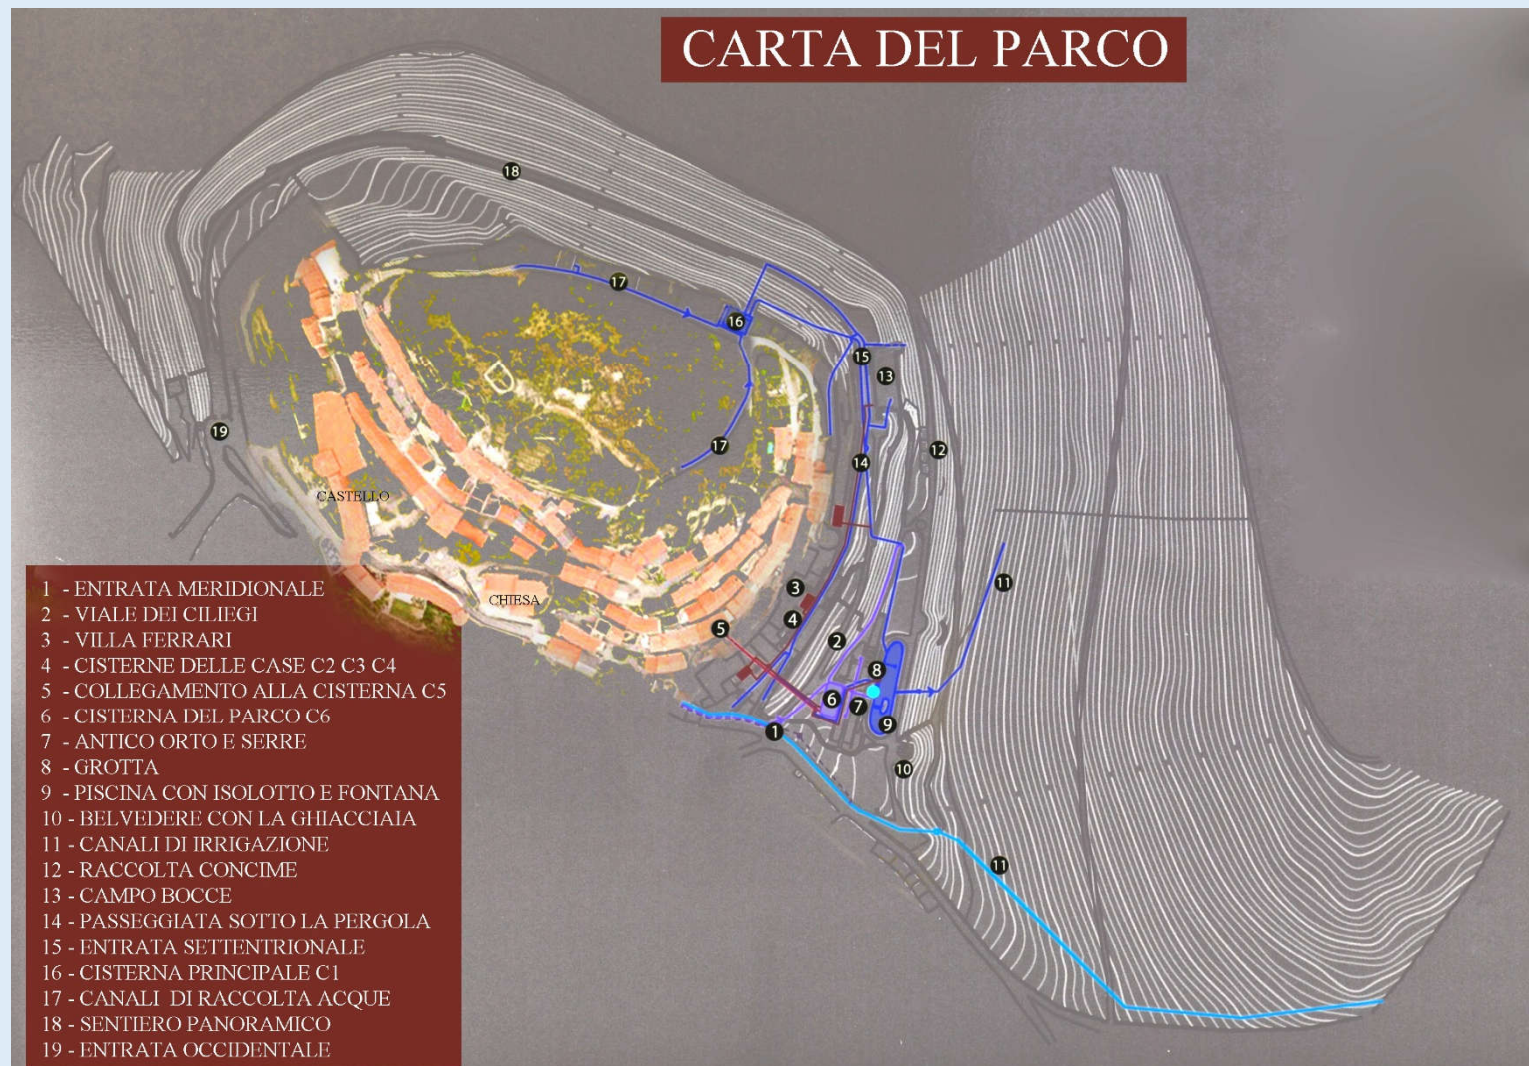 CARTA DEL PARCO
18
17
16
15
13
19
12
17
14
CASTELLO
11
3
CHIESA
4
5
2
8
6
7
9
1
10
11
1 - ENTRATA MERIDIONALE
2 - VIALE DEI CILIEGI
3 - VILLA FERRARI
4 - CISTERNE DELLE CASE C2 C3 C4
5 - COLLEGAMENTO ALLA CISTERNA C5
6 - CISTERNA DEL PARCO C6
7 - ANTICO ORTO E SERRE
8 - GROTTA
9 - PISCINA CON ISOLOTTO E FONTANA
10 - BELVEDERE CON LA GHIACCIAIA
11 - CANALI DI IRRIGAZIONE
12 - RACCOLTA CONCIME
13 - CAMPO BOCCE
14 - PASSEGGIATA SOTTO LA PERGOLA
15 - ENTRATA SETTENTRIONALE
16 - CISTERNA PRINCIPALE C1
17 - CANALI DI RACCOLTA ACQUE
18 - SENTIERO PANORAMICO
19 - ENTRATA OCCIDENTALE